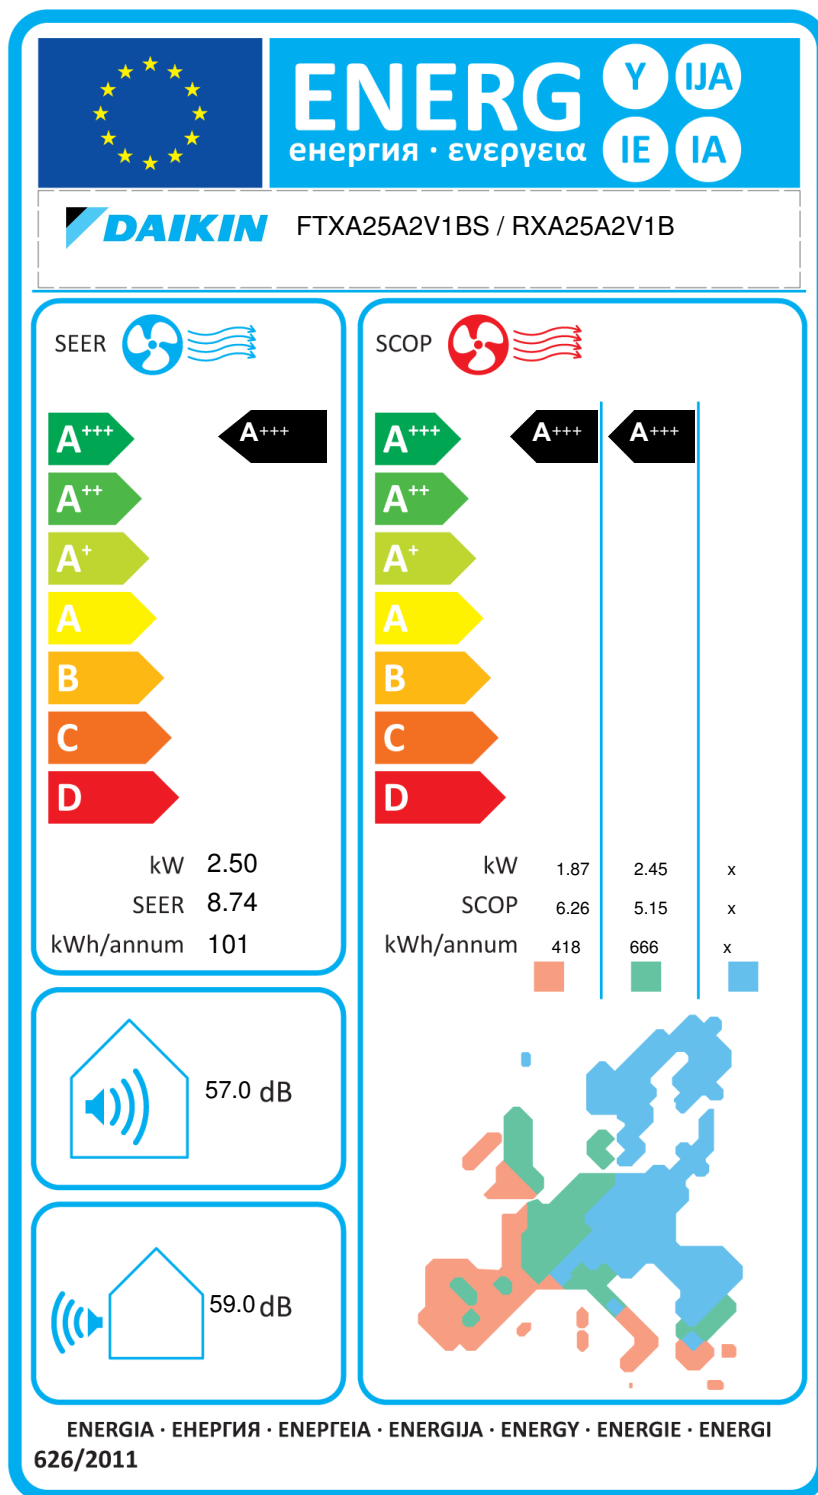 ENERG
енергия · ενεργεια
Y IJA
IE IA
DAIKIN FTXA25A2V1BS / RXA25A2V1B
SEER
A+++ A+++
A++
A+
A
B
C
D
kW 2.50
SEER 8.74
kWh/annum 101
SCOP
A+++ A+++ A+++
A++
A+
A
B
C
D
kW 1.87 2.45 x
SCOP 6.26 5.15 x
kWh/annum 418 666 x
57.0 dB
59.0 dB
ENERGIA · ЕНЕРГИЯ · ΕΝΕΡΓΕΙΑ · ENERGIJA · ENERGY · ENERGIE · ENERGI
626/2011